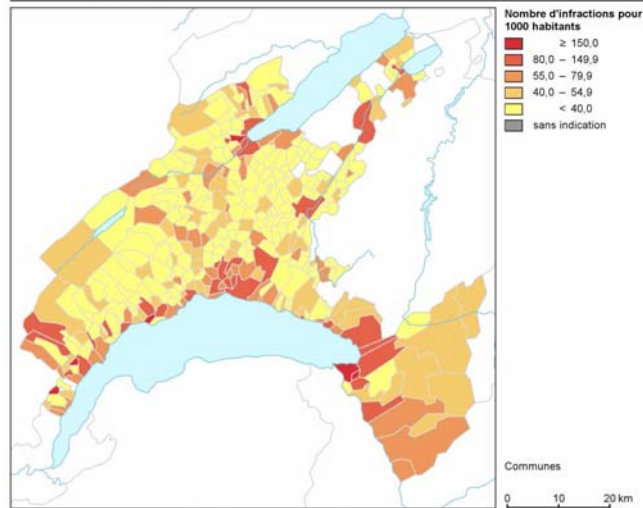 Nombre d'infractions pour
1000 habitants
≥ 150,0
80,0 – 149,9
55,0 – 79,9
40,0 – 54,9
< 40,0
sans indication
Communes
0 10 20 km